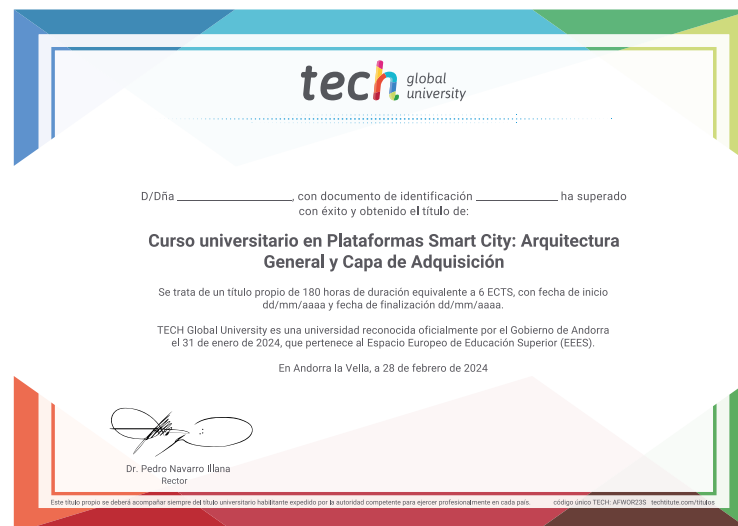 tech global university
D/Dña ______________, con documento de identificación ______________ ha superado
con éxito y obtenido el título de:
Curso universitario en Plataformas Smart City: Arquitectura
General y Capa de Adquisición
Se trata de un título propio de 180 horas de duración equivalente a 6 ECTS, con fecha de inicio
dd/mm/aaaa y fecha de finalización dd/mm/aaaa.
TECH Global University es una universidad reconocida oficialmente por el Gobierno de Andorra
el 31 de enero de 2024, que pertenece al Espacio Europeo de Educación Superior (EEES).
En Andorra la Vella, a 28 de febrero de 2024
Dr. Pedro Navarro Illana
Rector
Este título propio se deberá acompañar siempre del título universitario habilitante expedido por la autoridad competente para ejercer profesionalmente en cada país. código único TECH: AFWOR23S techtitute.com/títulos